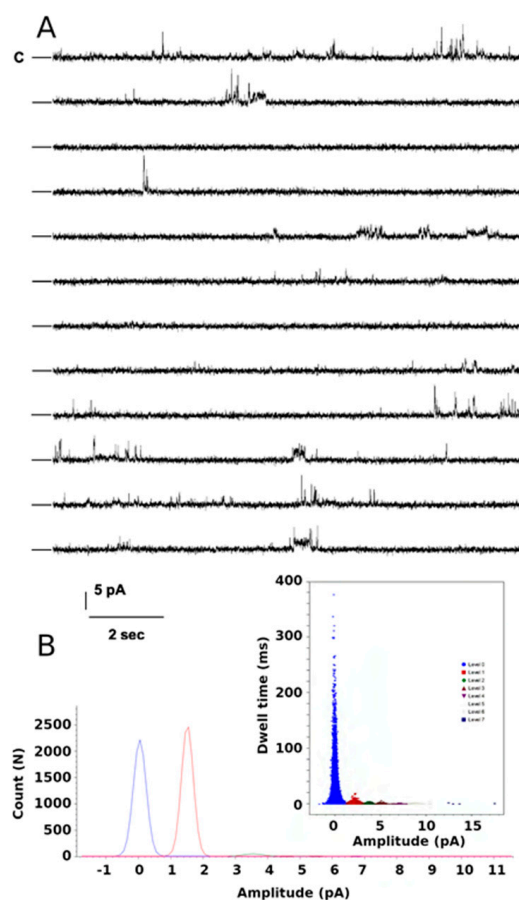 A
C
5 pA
2 sec
B
Count (N)
2500
2000
1500
1000
500
0
-1 0 1 2 3 4 5 6 7 8 9 10 11
Amplitude (pA)
Dwell time (ms)
400
300
200
100
0
0 5 10 15
Amplitude (pA)
Level 0
Level 1
Level 2
Level 3
Level 4
Level 5
Level 6
Level 7